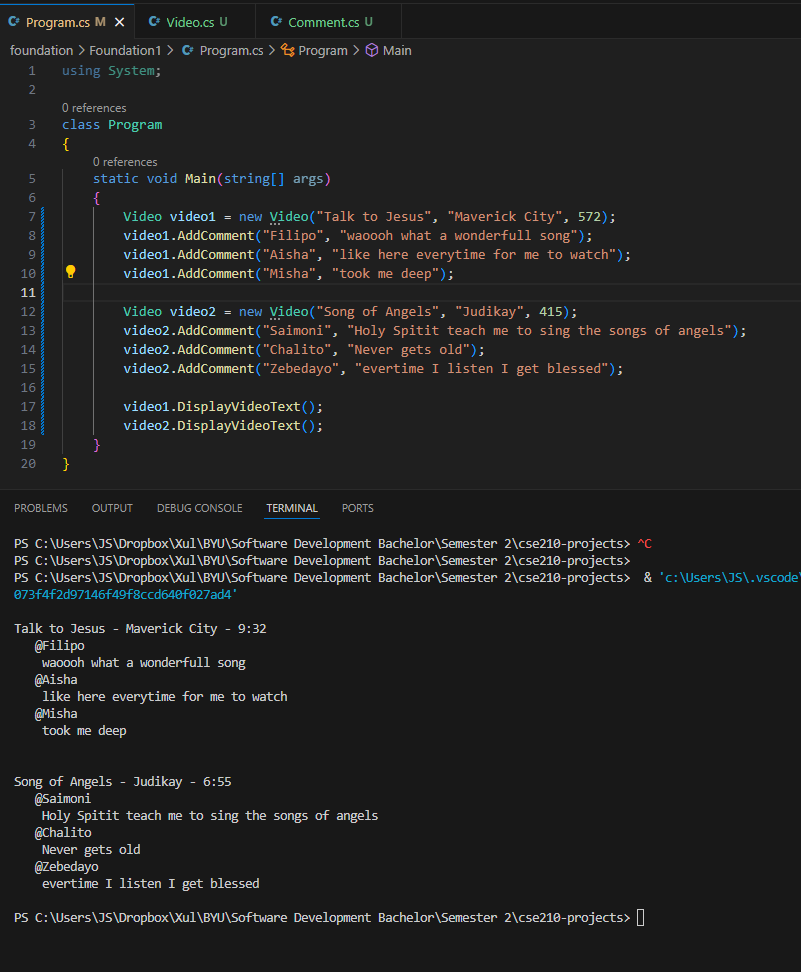 Program.cs M
Video.cs U
Comment.cs U
foundation > Foundation1 > Program.cs > Program > Main
1 using System;
2
0 references
3 class Program
4 {
0 references
5 static void Main(string[] args)
6 {
7 Video video1 = new Video("Talk to Jesus", "Maverick City", 572);
8 video1.AddComment("Filipo", "waoooh what a wonderfull song");
9 video1.AddComment("Aisha", "like here everytime for me to watch");
10 video1.AddComment("Misha", "took me deep");
11
12 Video video2 = new Video("Song of Angels", "Judikay", 415);
13 video2.AddComment("Saimoni", "Holy Spitit teach me to sing the songs of angels");
14 video2.AddComment("Chalito", "Never gets old");
15 video2.AddComment("Zebedayo", "evertime I listen I get blessed");
16
17 video1.DisplayVideoText();
18 video2.DisplayVideoText();
19 }
20 }
PROBLEMS OUTPUT DEBUG CONSOLE TERMINAL PORTS
PS C:\Users\JS\Dropbox\Xul\BYU\Software Development Bachelor\Semester 2\cse210-projects> ^C
PS C:\Users\JS\Dropbox\Xul\BYU\Software Development Bachelor\Semester 2\cse210-projects>
PS C:\Users\JS\Dropbox\Xul\BYU\Software Development Bachelor\Semester 2\cse210-projects> & 'c:\Users\JS\.vscode\
073f4f2d97146f49f8ccd640f027ad4'
Talk to Jesus - Maverick City - 9:32
@Filipo
waoooh what a wonderfull song
@Aisha
like here everytime for me to watch
@Misha
took me deep
Song of Angels - Judikay - 6:55
@Saimoni
Holy Spitit teach me to sing the songs of angels
@Chalito
Never gets old
@Zebedayo
evertime I listen I get blessed
PS C:\Users\JS\Dropbox\Xul\BYU\Software Development Bachelor\Semester 2\cse210-projects>